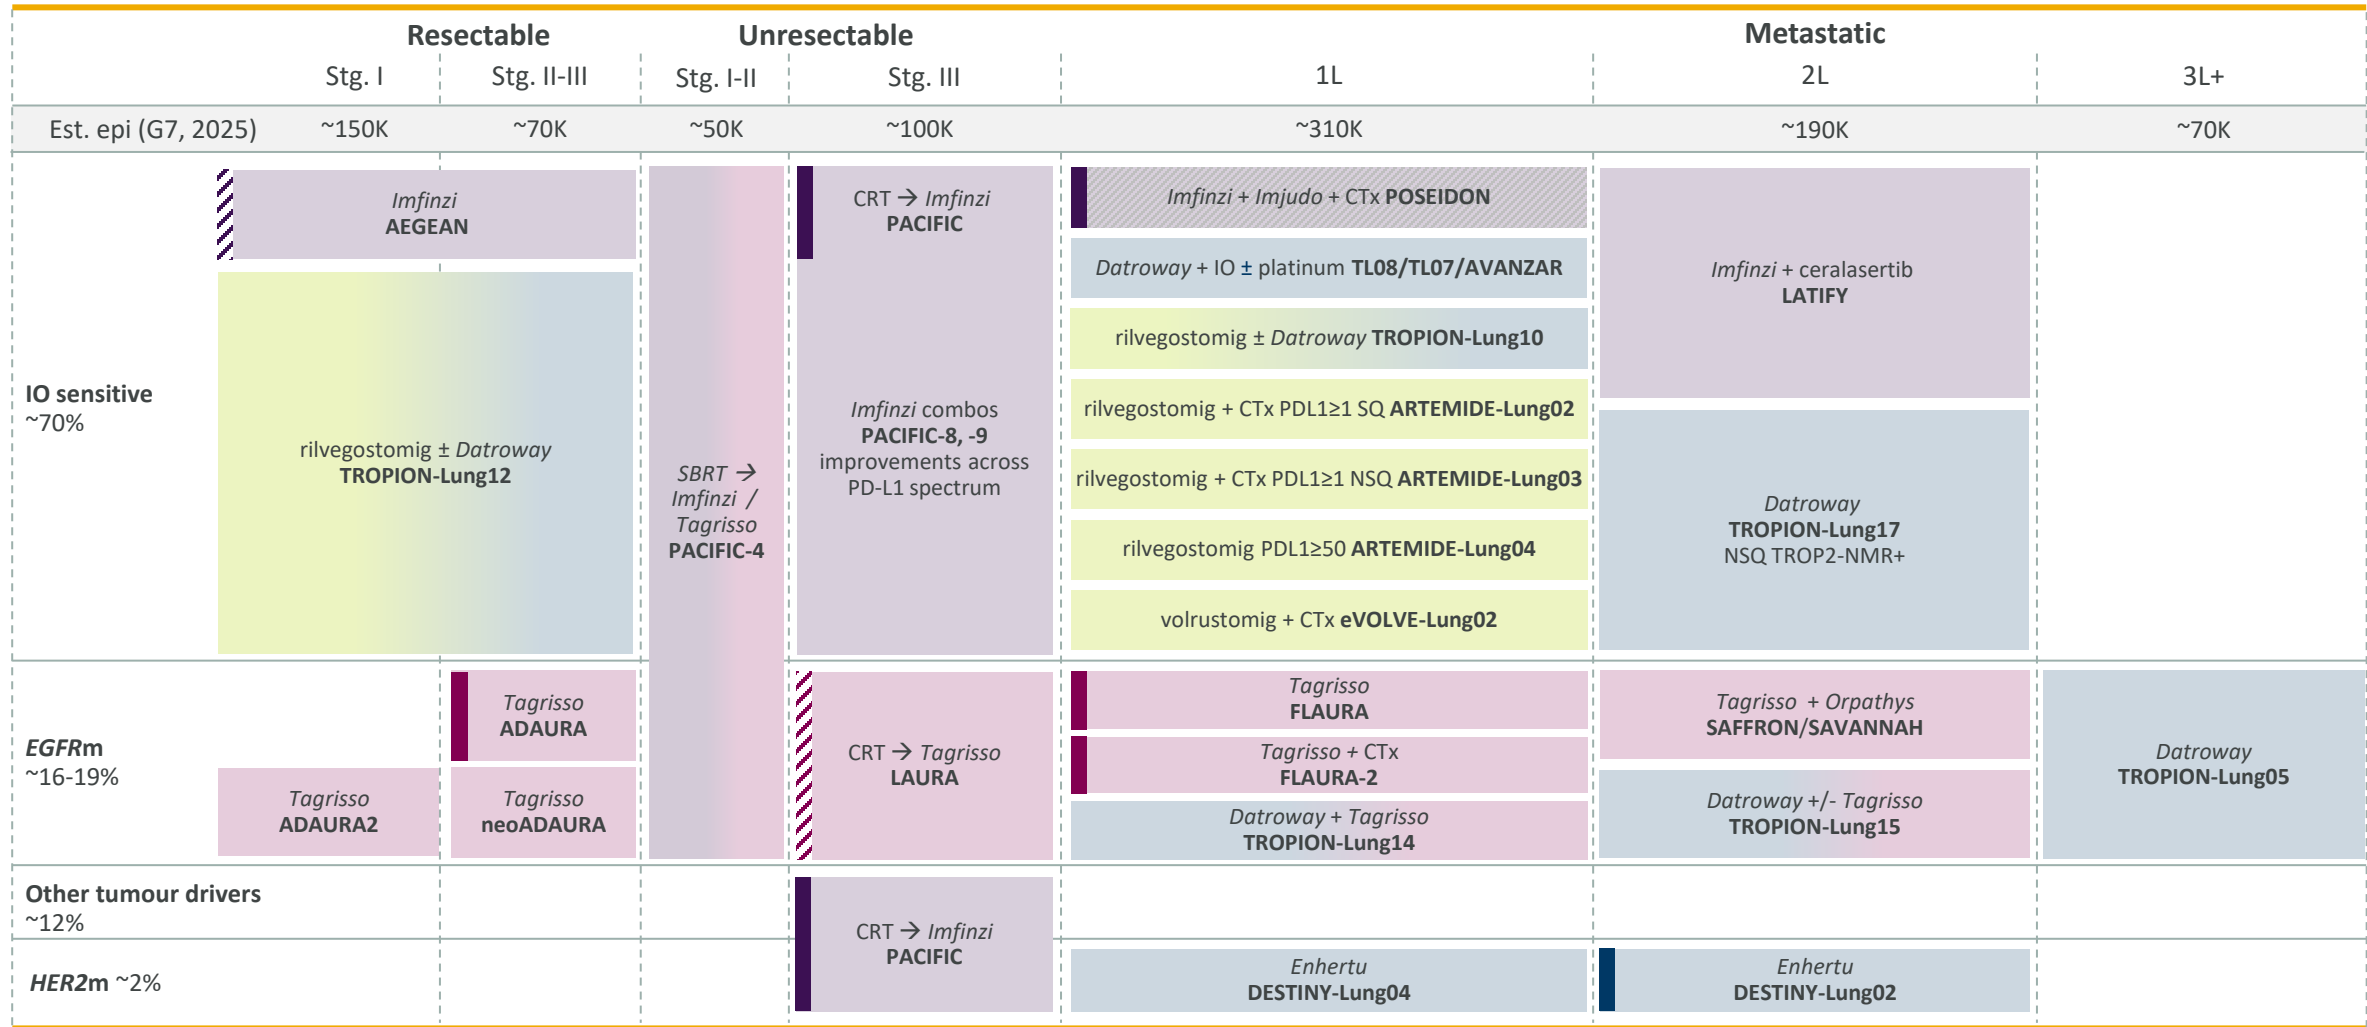 Resectable
Unresectable
Metastatic
Stg. I
Stg. II-III
Stg. I-II
Stg. III
1L
2L
3L+
Est. epi (G7, 2025)
~150K
~70K
~50K
~100K
~310K
~190K
~70K
IO sensitive
~70%
Imfinzi
AEGEAN
rilvegostomig ± Datroway
TROPION-Lung12
SBRT →
Imfinzi /
Tagrisso
PACIFIC-4
CRT → Imfinzi
PACIFIC
Imfinzi combos
PACIFIC-8, -9
improvements across
PD-L1 spectrum
Imfinzi + Imjudo + CTx POSEIDON
Datroway + IO ± platinum TL08/TL07/AVANZAR
rilvegostomig ± Datroway TROPION-Lung10
rilvegostomig + CTx PDL1≥1 SQ ARTEMIDE-Lung02
rilvegostomig + CTx PDL1≥1 NSQ ARTEMIDE-Lung03
rilvegostomig PDL1≥50 ARTEMIDE-Lung04
volrustomig + CTx eVOLVE-Lung02
Imfinzi + ceralasertib
LATIFY
Datroway
TROPION-Lung17
NSQ TROP2-NMR+
EGFRm
~16-19%
Tagrisso
ADAURA
Tagrisso
ADAURA2
Tagrisso
neoADAURA
CRT → Tagrisso
LAURA
Tagrisso
FLAURA
Tagrisso + CTx
FLAURA-2
Datroway + Tagrisso
TROPION-Lung14
Tagrisso + Orpathys
SAFFRON/SAVANNAH
Datroway +/- Tagrisso
TROPION-Lung15
Datroway
TROPION-Lung05
Other tumour drivers
~12%
CRT → Imfinzi
PACIFIC
HER2m ~2%
Enhertu
DESTINY-Lung04
Enhertu
DESTINY-Lung02